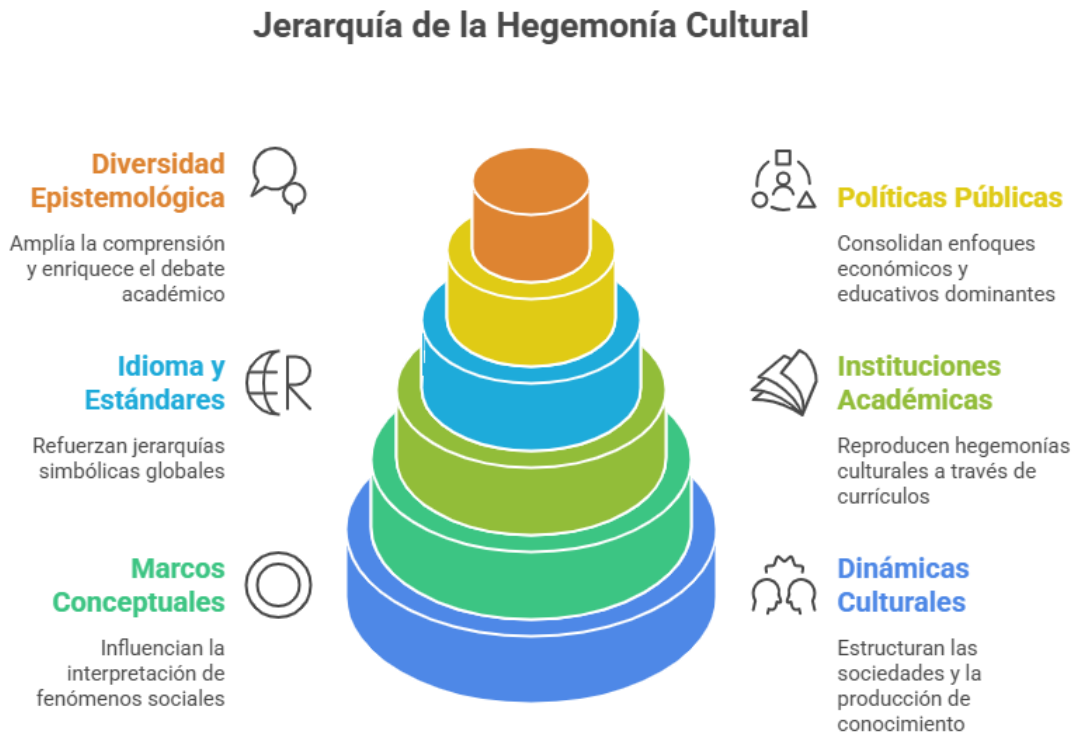 Jerarquía de la Hegemonía Cultural
Diversidad
Epistemológica
Amplía la comprensión
y enriquece el debate
académico
Políticas Públicas
Consolidan enfoques
económicos y
educativos dominantes
Idioma y
Estándares
Refuerzan jerarquías
simbólicas globales
Instituciones
Académicas
Reproducen hegemonías
culturales a través de
currículos
Marcos
Conceptuales
Influencian la
interpretación de
fenómenos sociales
Dinámicas
Culturales
Estructuran las
sociedades y la
producción de
conocimiento